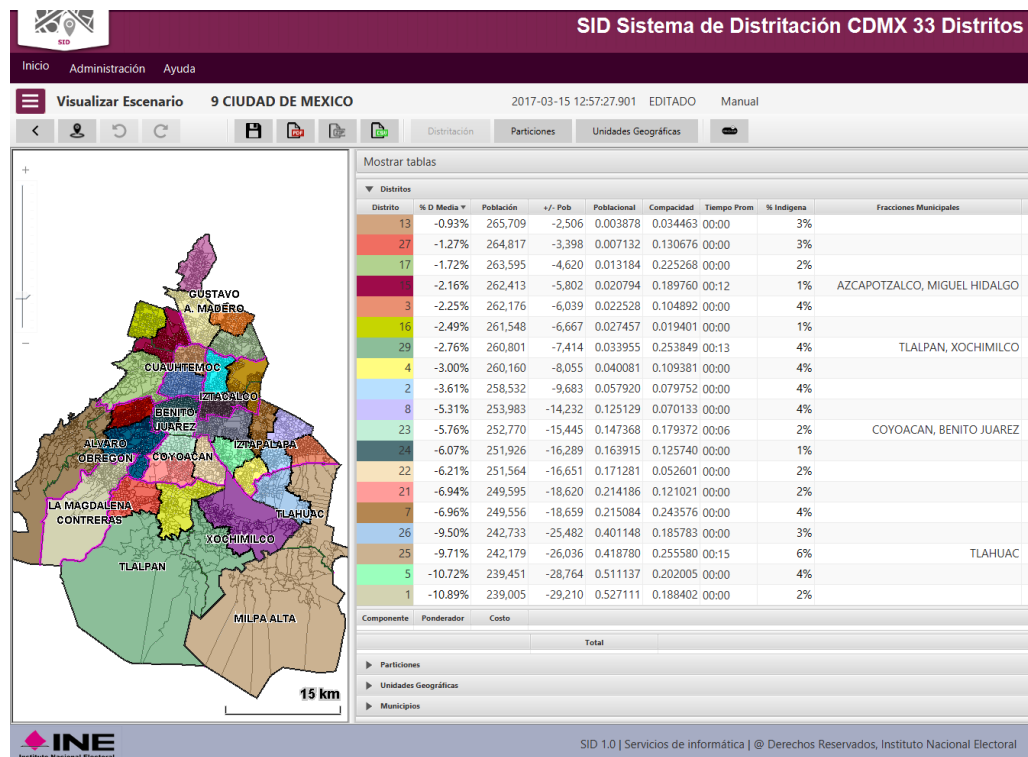 SID
SID Sistema de Distritación CDMX 33 Distritos
Inicio Administración Ayuda
Visualizar Escenario 9 CIUDAD DE MEXICO 2017-03-15 12:57:27.901 EDITADO Manual
Distritación Particiones Unidades Geográficas
Mostrar tablas
Distritos
Distrito % D Media Población +/- Pob Poblacional Compacidad Tiempo Prom % Indigena Fracciones Municipales
13 -0.93% 265,709 -2,506 0.003878 0.034463 00:00 3%
27 -1.27% 264,817 -3,398 0.007132 0.130676 00:00 3%
17 -1.72% 263,595 -4,620 0.013184 0.225268 00:00 2%
-2.16% 262,413 -5,802 0.020794 0.189760 00:12 1% AZCAPOTZALCO, MIGUEL HIDALGO
3 -2.25% 262,176 -6,039 0.022528 0.104892 00:00 4%
16 -2.49% 261,548 -6,667 0.027457 0.019401 00:00 1%
29 -2.76% 260,801 -7,414 0.033955 0.253849 00:13 4% TLALPAN, XOCHIMILCO
4 -3.00% 260,160 -8,055 0.040081 0.109381 00:00 4%
2 -3.61% 258,532 -9,683 0.057920 0.079752 00:00 4%
8 -5.31% 253,983 -14,232 0.125129 0.070133 00:00 4%
23 -5.76% 252,770 -15,445 0.147368 0.179372 00:06 2% COYOACAN, BENITO JUAREZ
24 -6.07% 251,926 -16,289 0.163915 0.125740 00:00 1%
22 -6.21% 251,564 -16,651 0.171281 0.052601 00:00 2%
21 -6.94% 249,595 -18,620 0.214186 0.121021 00:00 2%
7 -6.96% 249,556 -18,659 0.215084 0.243576 00:00 4%
26 -9.50% 242,733 -25,482 0.401148 0.185783 00:00 3%
25 -9.71% 242,179 -26,036 0.418780 0.255580 00:15 6% TLAHUAC
5 -10.72% 239,451 -28,764 0.511137 0.202005 00:00 4%
1 -10.89% 239,005 -29,210 0.527111 0.188402 00:00 2%
Componente Ponderador Costo
Total
Particiones
Unidades Geográficas
Municipios
GUSTAVO
A. MADERO
CUAUHTEMOC
IZTACALCO
BENITO
JUAREZ
ALVARO
OBREGON
COYOACAN
IZTAPALAPA
LA MAGDALENA
CONTRERAS
TLAHUAC
XOCHIMILCO
TLALPAN
MILPA ALTA
15 km
INE
Instituto Nacional Electoral
SID 1.0 | Servicios de informática | @ Derechos Reservados, Instituto Nacional Electoral